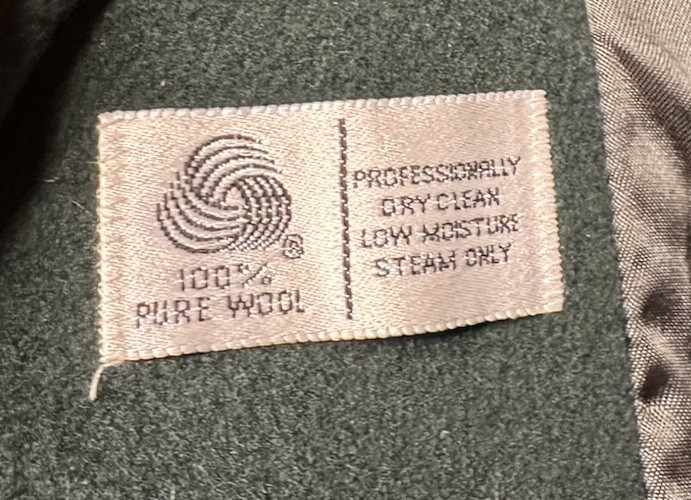 100%
PURE WOOL
PROFESSIONALLY
DRY CLEAN
LOW MOISTURE
STEAM ONLY